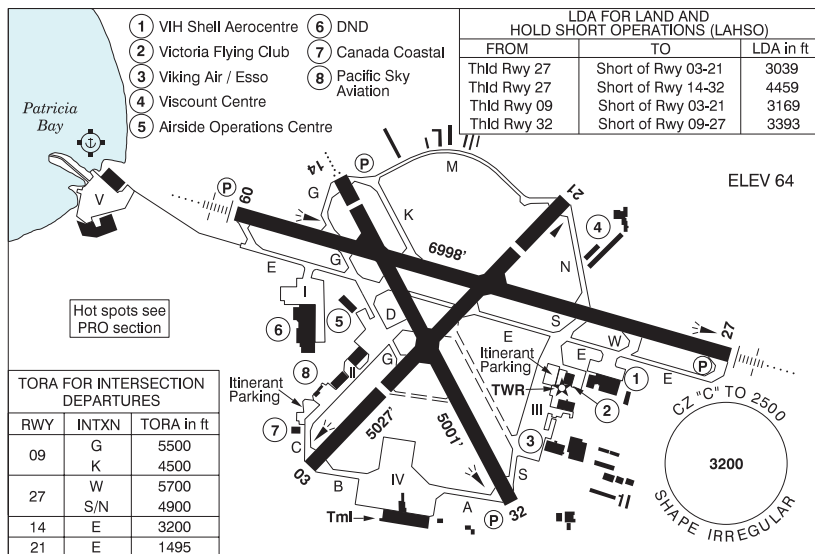 1 VIH Shell Aerocentre
2 Victoria Flying Club
3 Viking Air / Esso
4 Viscount Centre
5 Airside Operations Centre
6 DND
7 Canada Coastal
8 Pacific Sky
Aviation
LDA FOR LAND AND
HOLD SHORT OPERATIONS (LAHSO)
FROM TO LDA in ft
Thld Rwy 27 Short of Rwy 03-21 3039
Thld Rwy 27 Short of Rwy 14-32 4459
Thld Rwy 09 Short of Rwy 03-21 3169
Thld Rwy 32 Short of Rwy 09-27 3393
Patricia
Bay
ELEV 64
V
P
09
14
P
G
K
M
21
4
6998'
N
E
G
I
D
S
E
W
27
E
E
P
Hot spots see
PRO section
6
5
8
II
G
Itinerant
Parking
7
C
03
5027'
5001'
B
IV
A
Tml
32
P
S
Itinerant
Parking
TWR
III
1
2
3
CZ "C" TO 2500
3200
SHAPE IRREGULAR
TORA FOR INTERSECTION
DEPARTURES
RWY INTXN TORA in ft
09 G 5500
K 4500
27 W 5700
S/N 4900
14 E 3200
21 E 1495